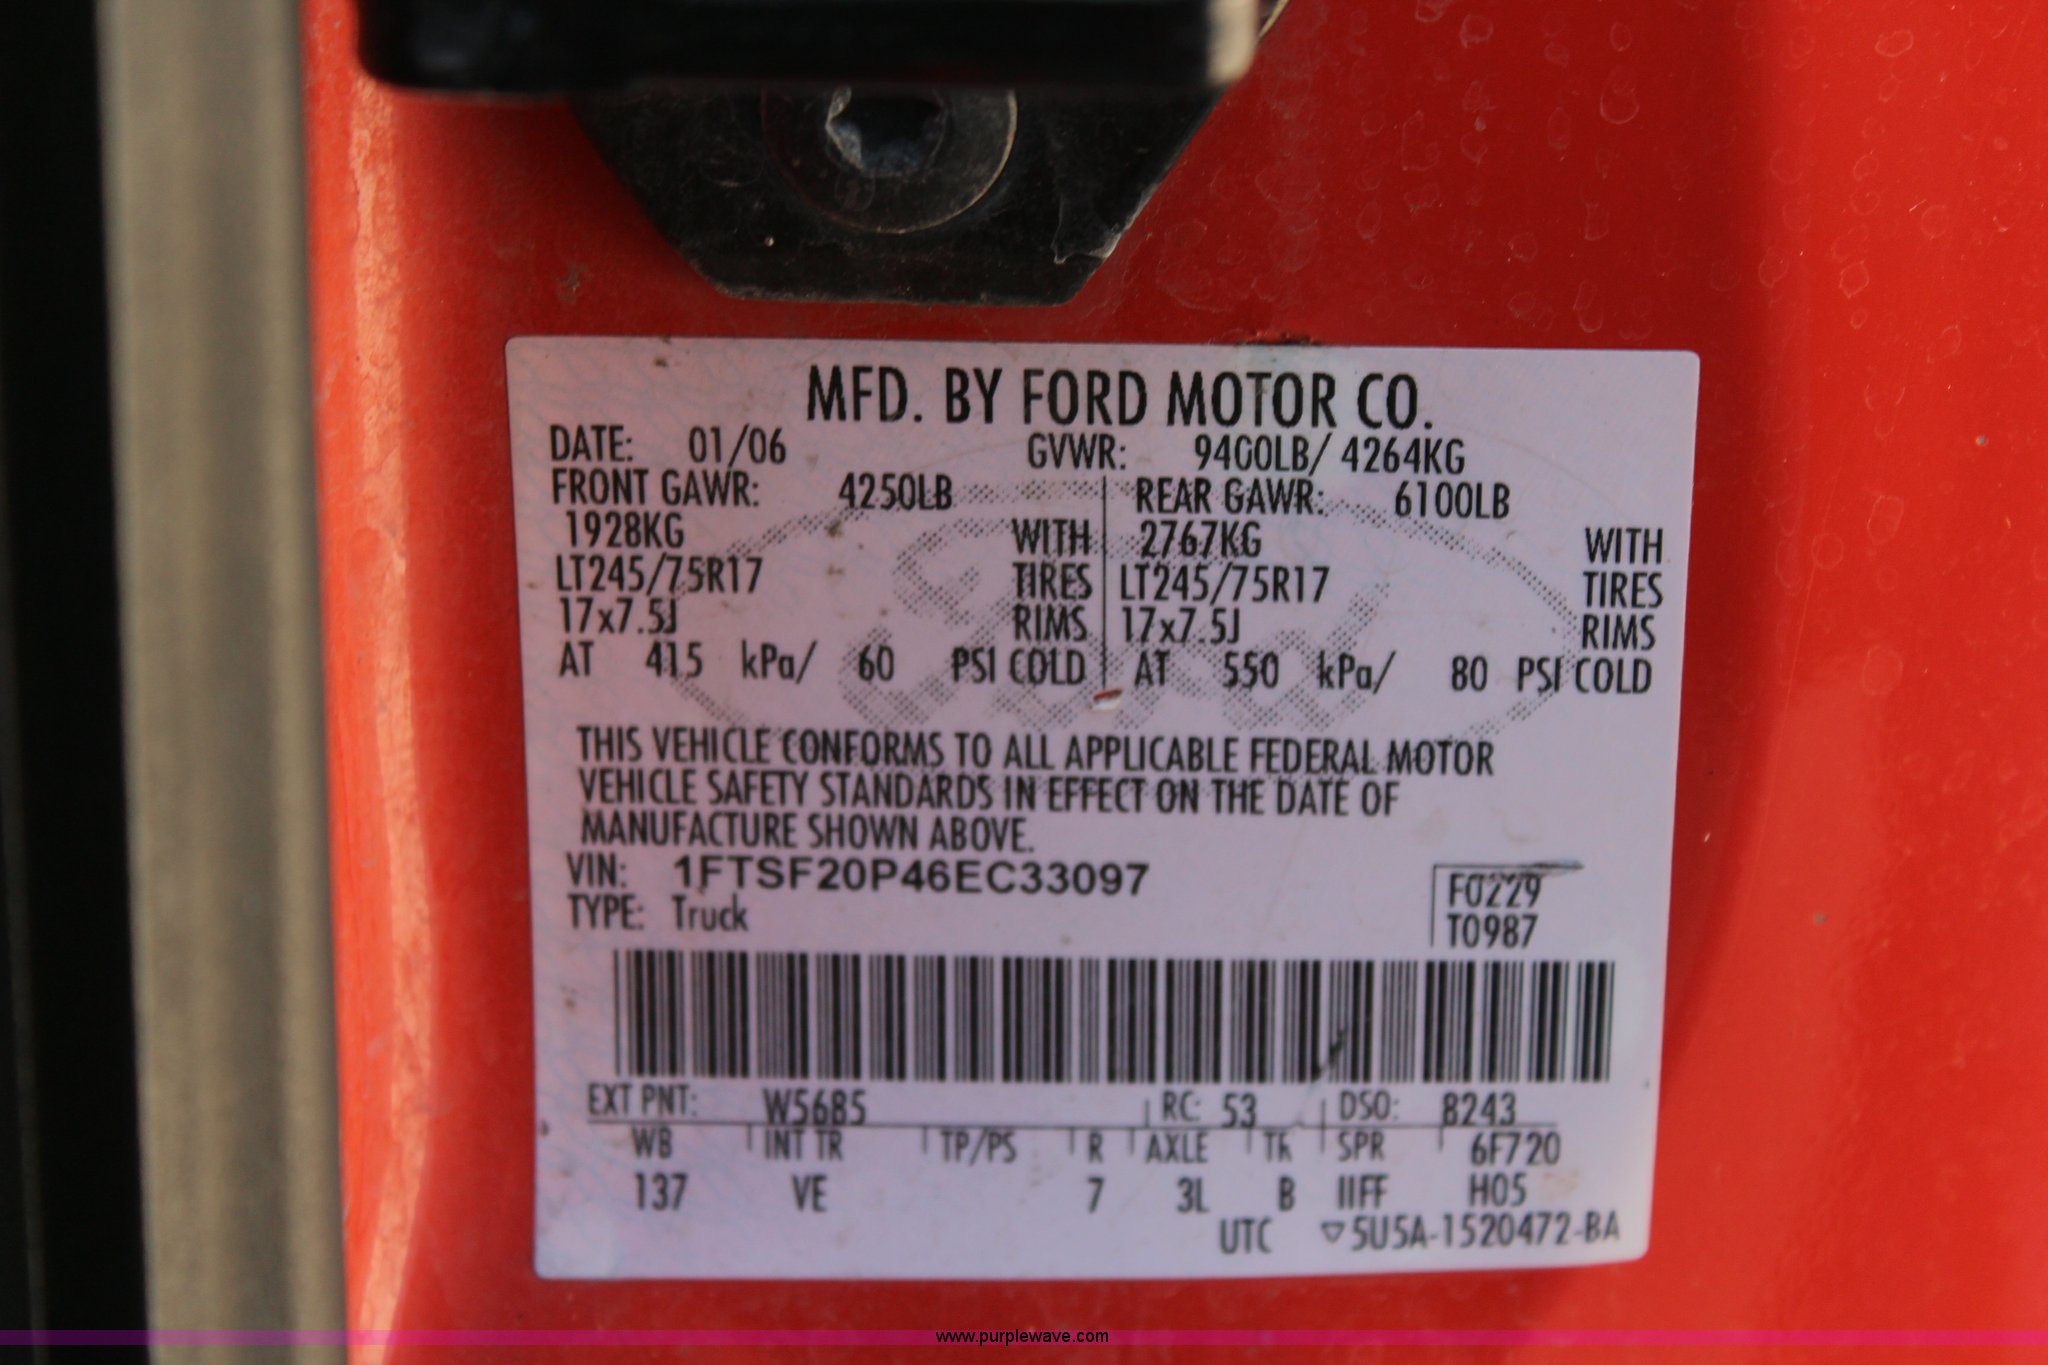 MFD. BY FORD MOTOR CO.
DATE: 01/06 GVWR: 9400LB/ 4264KG
FRONT GAWR: 4250LB REAR GAWR: 6100LB
1928KG WITH 2767KG WITH
LT245/75R17 TIRES LT245/75R17 TIRES
17x7.5J RIMS 17x7.5J RIMS
AT 415 kPa/ 60 PSI COLD AT 550 kPa/ 80 PSI COLD
THIS VEHICLE CONFORMS TO ALL APPLICABLE FEDERAL MOTOR
VEHICLE SAFETY STANDARDS IN EFFECT ON THE DATE OF
MANUFACTURE SHOWN ABOVE.
VIN: 1FTSF20P46EC33097
TYPE: Truck
F0229
T0987
EXT PNT: W5685 RC: 53 DSO: 8243
WB INT TR TP/PS R AXLE TR SPR 6F720
137 VE 7 3L B IIFF H05
UTC ▽5U5A-1520472-BA
www.purplewave.com